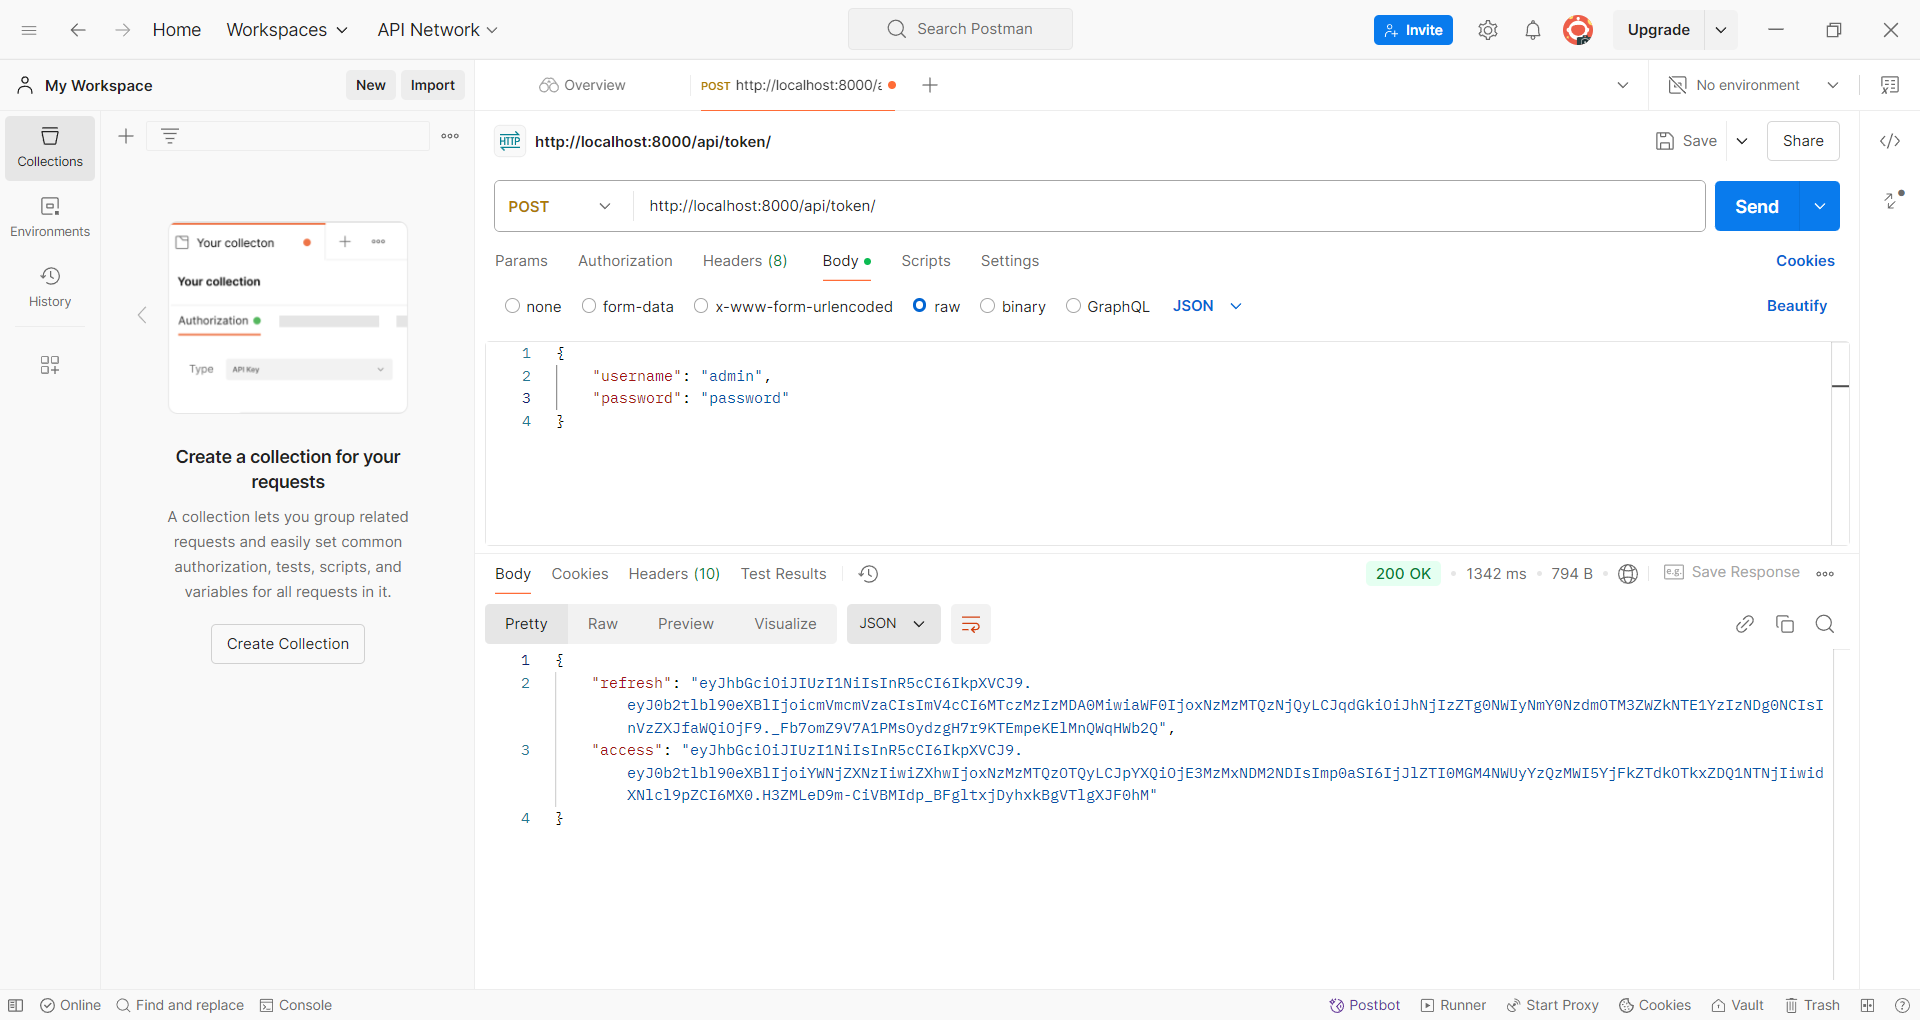 Home
Workspaces
API Network
Search Postman
Invite
Upgrade
My Workspace
New
Import
Overview
POST http://localhost:8000/a
No environment
Collections
Environments
History
HTTP
http://localhost:8000/api/token/
Save
Share
POST
http://localhost:8000/api/token/
Send
Params
Authorization
Headers (8)
Body
Scripts
Settings
Cookies
none
form-data
x-www-form-urlencoded
raw
binary
GraphQL
JSON
Beautify
1 {
2 "username": "admin",
3 "password": "password"
4 }
Your collecton
Your collection
Authorization
Type
API Key
Create a collection for your
requests
A collection lets you group related
requests and easily set common
authorization, tests, scripts, and
variables for all requests in it.
Create Collection
Body
Cookies
Headers (10)
Test Results
200 OK
1342 ms
794 B
e.g.
Save Response
Pretty
Raw
Preview
Visualize
JSON
1 {
2 "refresh": "eyJhbGciOiJIUzI1NiIsInR5cCI6IkpXVCJ9.
eyJ0b2tlbl90eXBlIjoicmVmcmVzaCIsImV4cCI6MTczMzIzMDA0MiwiaWF0IjoxNzMzMTQzNjQyLCJqdGkiOiJhNjIzZTg0NWIyNmY0NzdmOTM3ZWZkNTE1YzIzNDg0NCIsI
nVzZXJfaWQiOjF9._Fb7omZ9V7A1PMsOydzgH7r9KTEmpeKElMnQWqHWb2Q",
3 "access": "eyJhbGciOiJIUzI1NiIsInR5cCI6IkpXVCJ9.
eyJ0b2tlbl90eXBlIjoiYWNjZXNzIiwiZXhwIjoxNzMzMTQzOTQyLCJpYXQiOjE3MzMxNDM2NDIsImp0aSI6IjJlZTI0MGM4NWUyYzQzMWI5YjFkZTdkOTkxZDQ1NTNjIiwid
XNlcl9pZCI6MX0.H3ZMLeD9m-CiVBMIdp_BFgltxjDyhxkBgVTlgXJF0hM"
4 }
Online
Find and replace
Console
Postbot
Runner
Start Proxy
Cookies
Vault
Trash